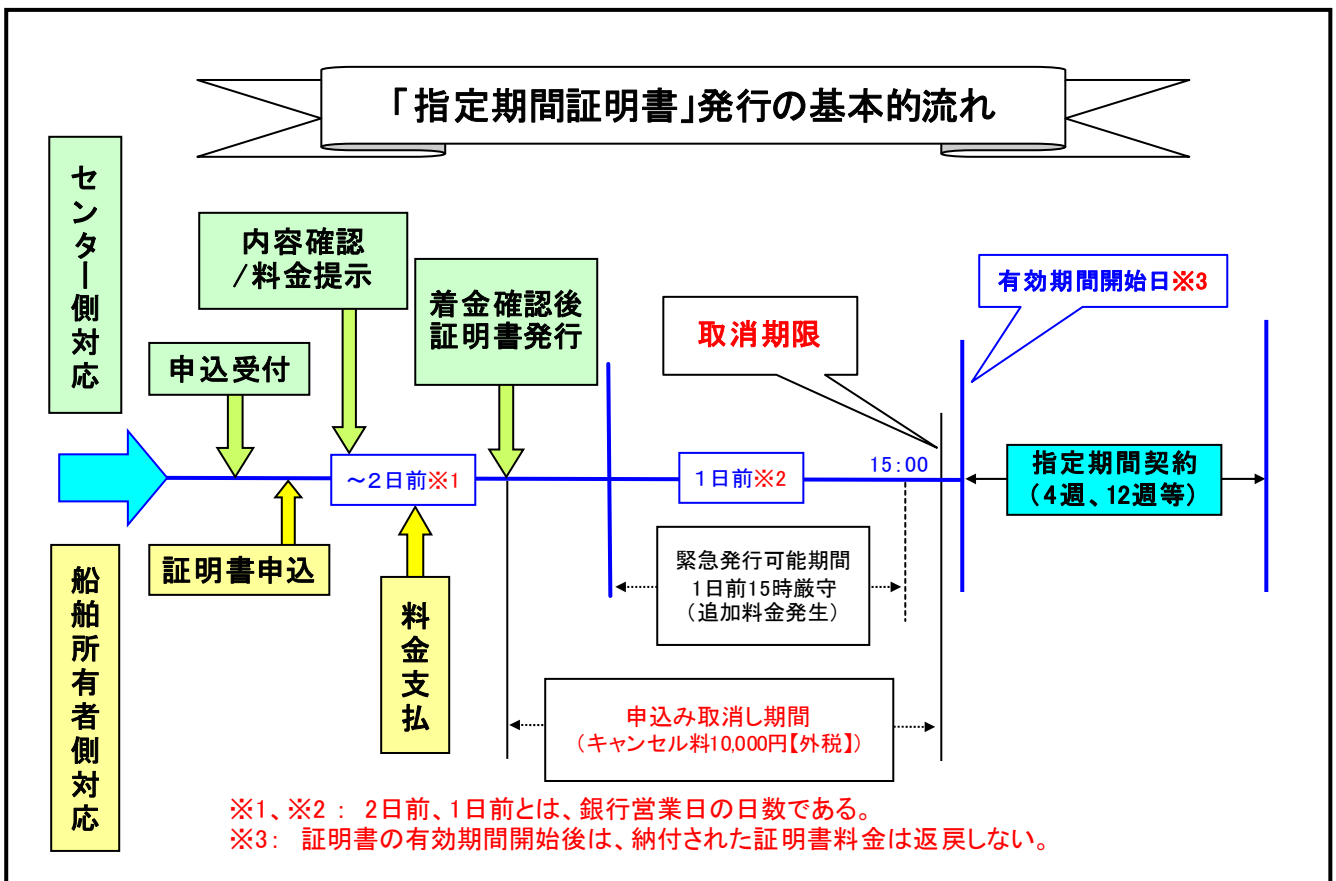 「指定期間証明書」発行の基本的流れ
センター側対応
内容確認
/料金提示
有効期間開始日※3
着金確認後
証明書発行
取消期限
申込受付
15:00
～2日前※1
1日前※2
指定期間契約
（4週、12週等）
証明書申込
緊急発行可能期間
1日前15時厳守
（追加料金発生）
船舶所有者側対応
料金支払
申込み取消し期間
（キャンセル料10,000円【外税】）
※1、※2 : 2日前、1日前とは、銀行営業日の日数である。
※3: 証明書の有効期間開始後は、納付された証明書料金は返戻しない。